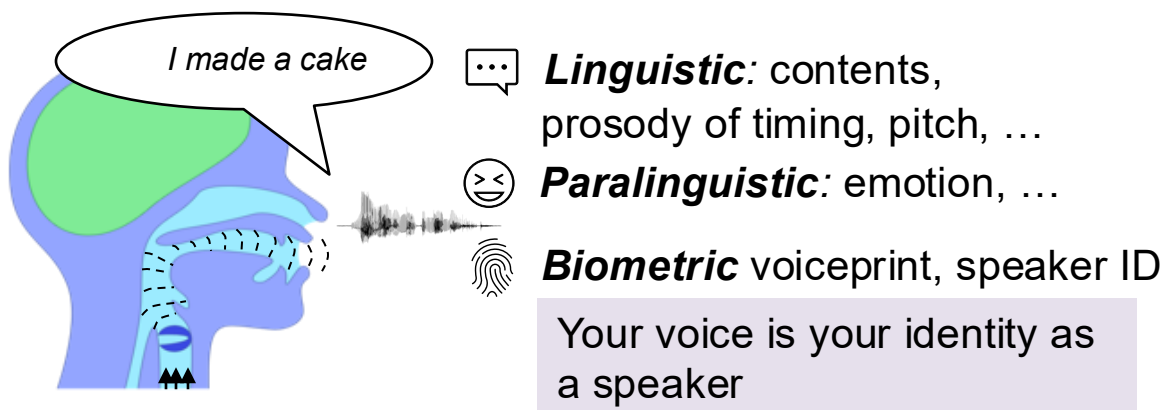 I made a cake
Linguistic: contents,
prosody of timing, pitch, …
Paralinguistic: emotion, …
Biometric voiceprint, speaker ID
Your voice is your identity as
a speaker